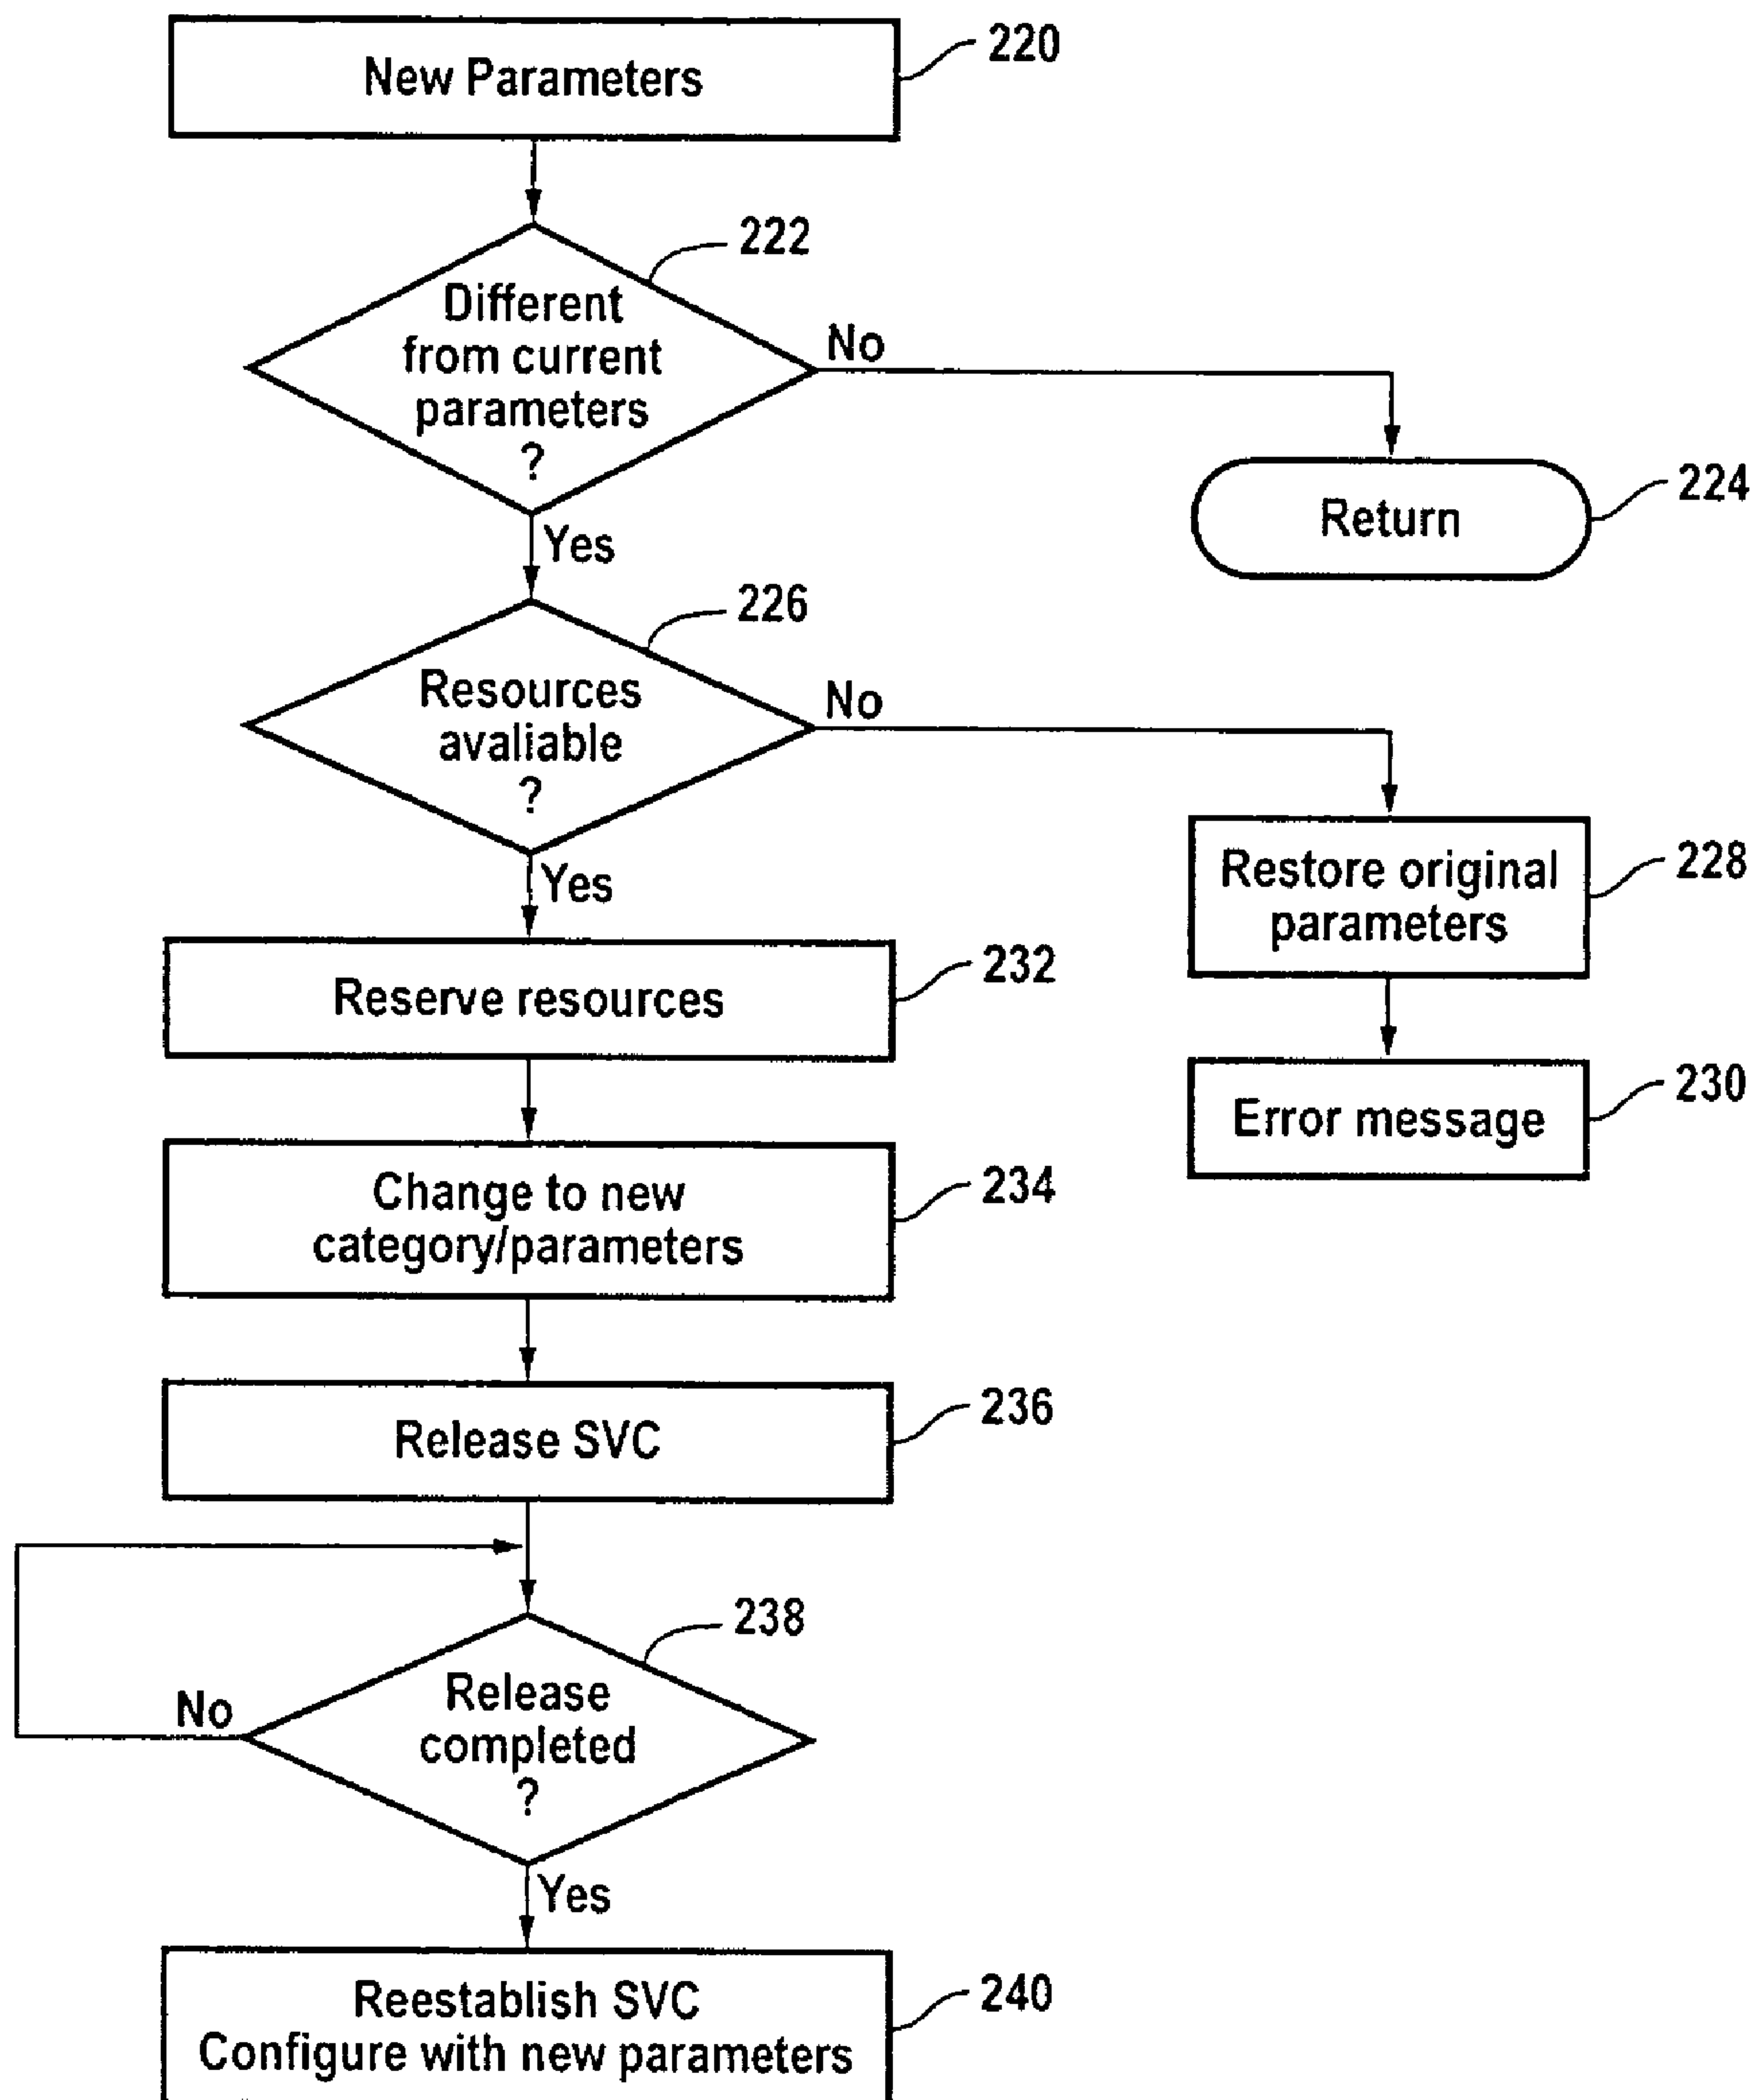 New Parameters
220
222
Different
from current
parameters
?
No
Return
224
Yes
226
Resources
avaliable
?
No
Restore original
parameters
228
Error message
230
Yes
Reserve resources
232
Change to new
category/parameters
234
Release SVC
236
238
Release
completed
?
No
Yes
Reestablish SVC
Configure with new parameters
240